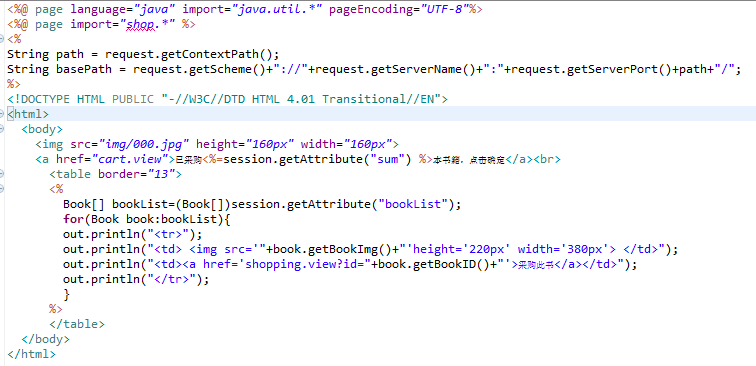 <%@ page language="java" import="java.util.*" pageEncoding="UTF-8"%>
<%@ page import="shop.*" %>
<%
String path = request.getContextPath();
String basePath = request.getScheme()+"://"+request.getServerName()+":"+request.getServerPort()+path+"/";
%>
<!DOCTYPE HTML PUBLIC "-//W3C//DTD HTML 4.01 Transitional//EN">
<html>
<body>
<img src="img/000.jpg" height="160px" width="160px">
<a href="cart.view">已采购<%=session.getAttribute("sum") %>本书籍，点击确定</a><br>
<table border="13">
<%
Book[] bookList=(Book[])session.getAttribute("bookList");
for(Book book:bookList){
out.println("<tr>");
out.println("<td> <img src='"+book.getBookImg()+"'height='220px' width='380px'> </td>");
out.println("<td><a href='shopping.view?id="+book.getBookID()+"'>采购此书</a></td>");
out.println("</tr>");
}
%>
</table>
</body>
</html>